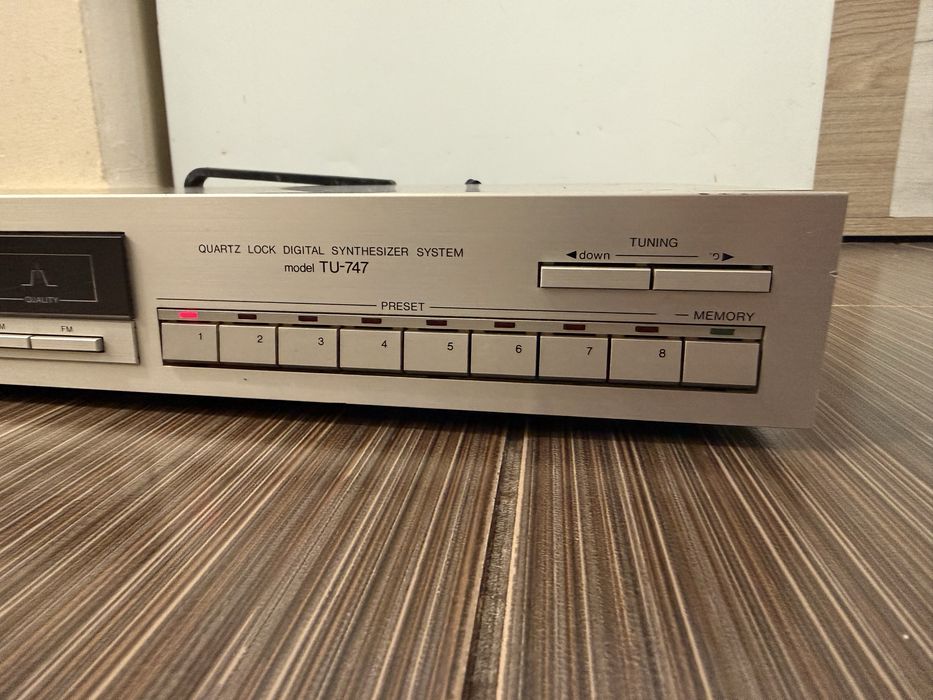 QUARTZ LOCK DIGITAL SYNTHESIZER SYSTEM
model TU-747
TUNING
down
QUALITY
FM
PRESET
MEMORY
1 2 3 4 5 6 7 8